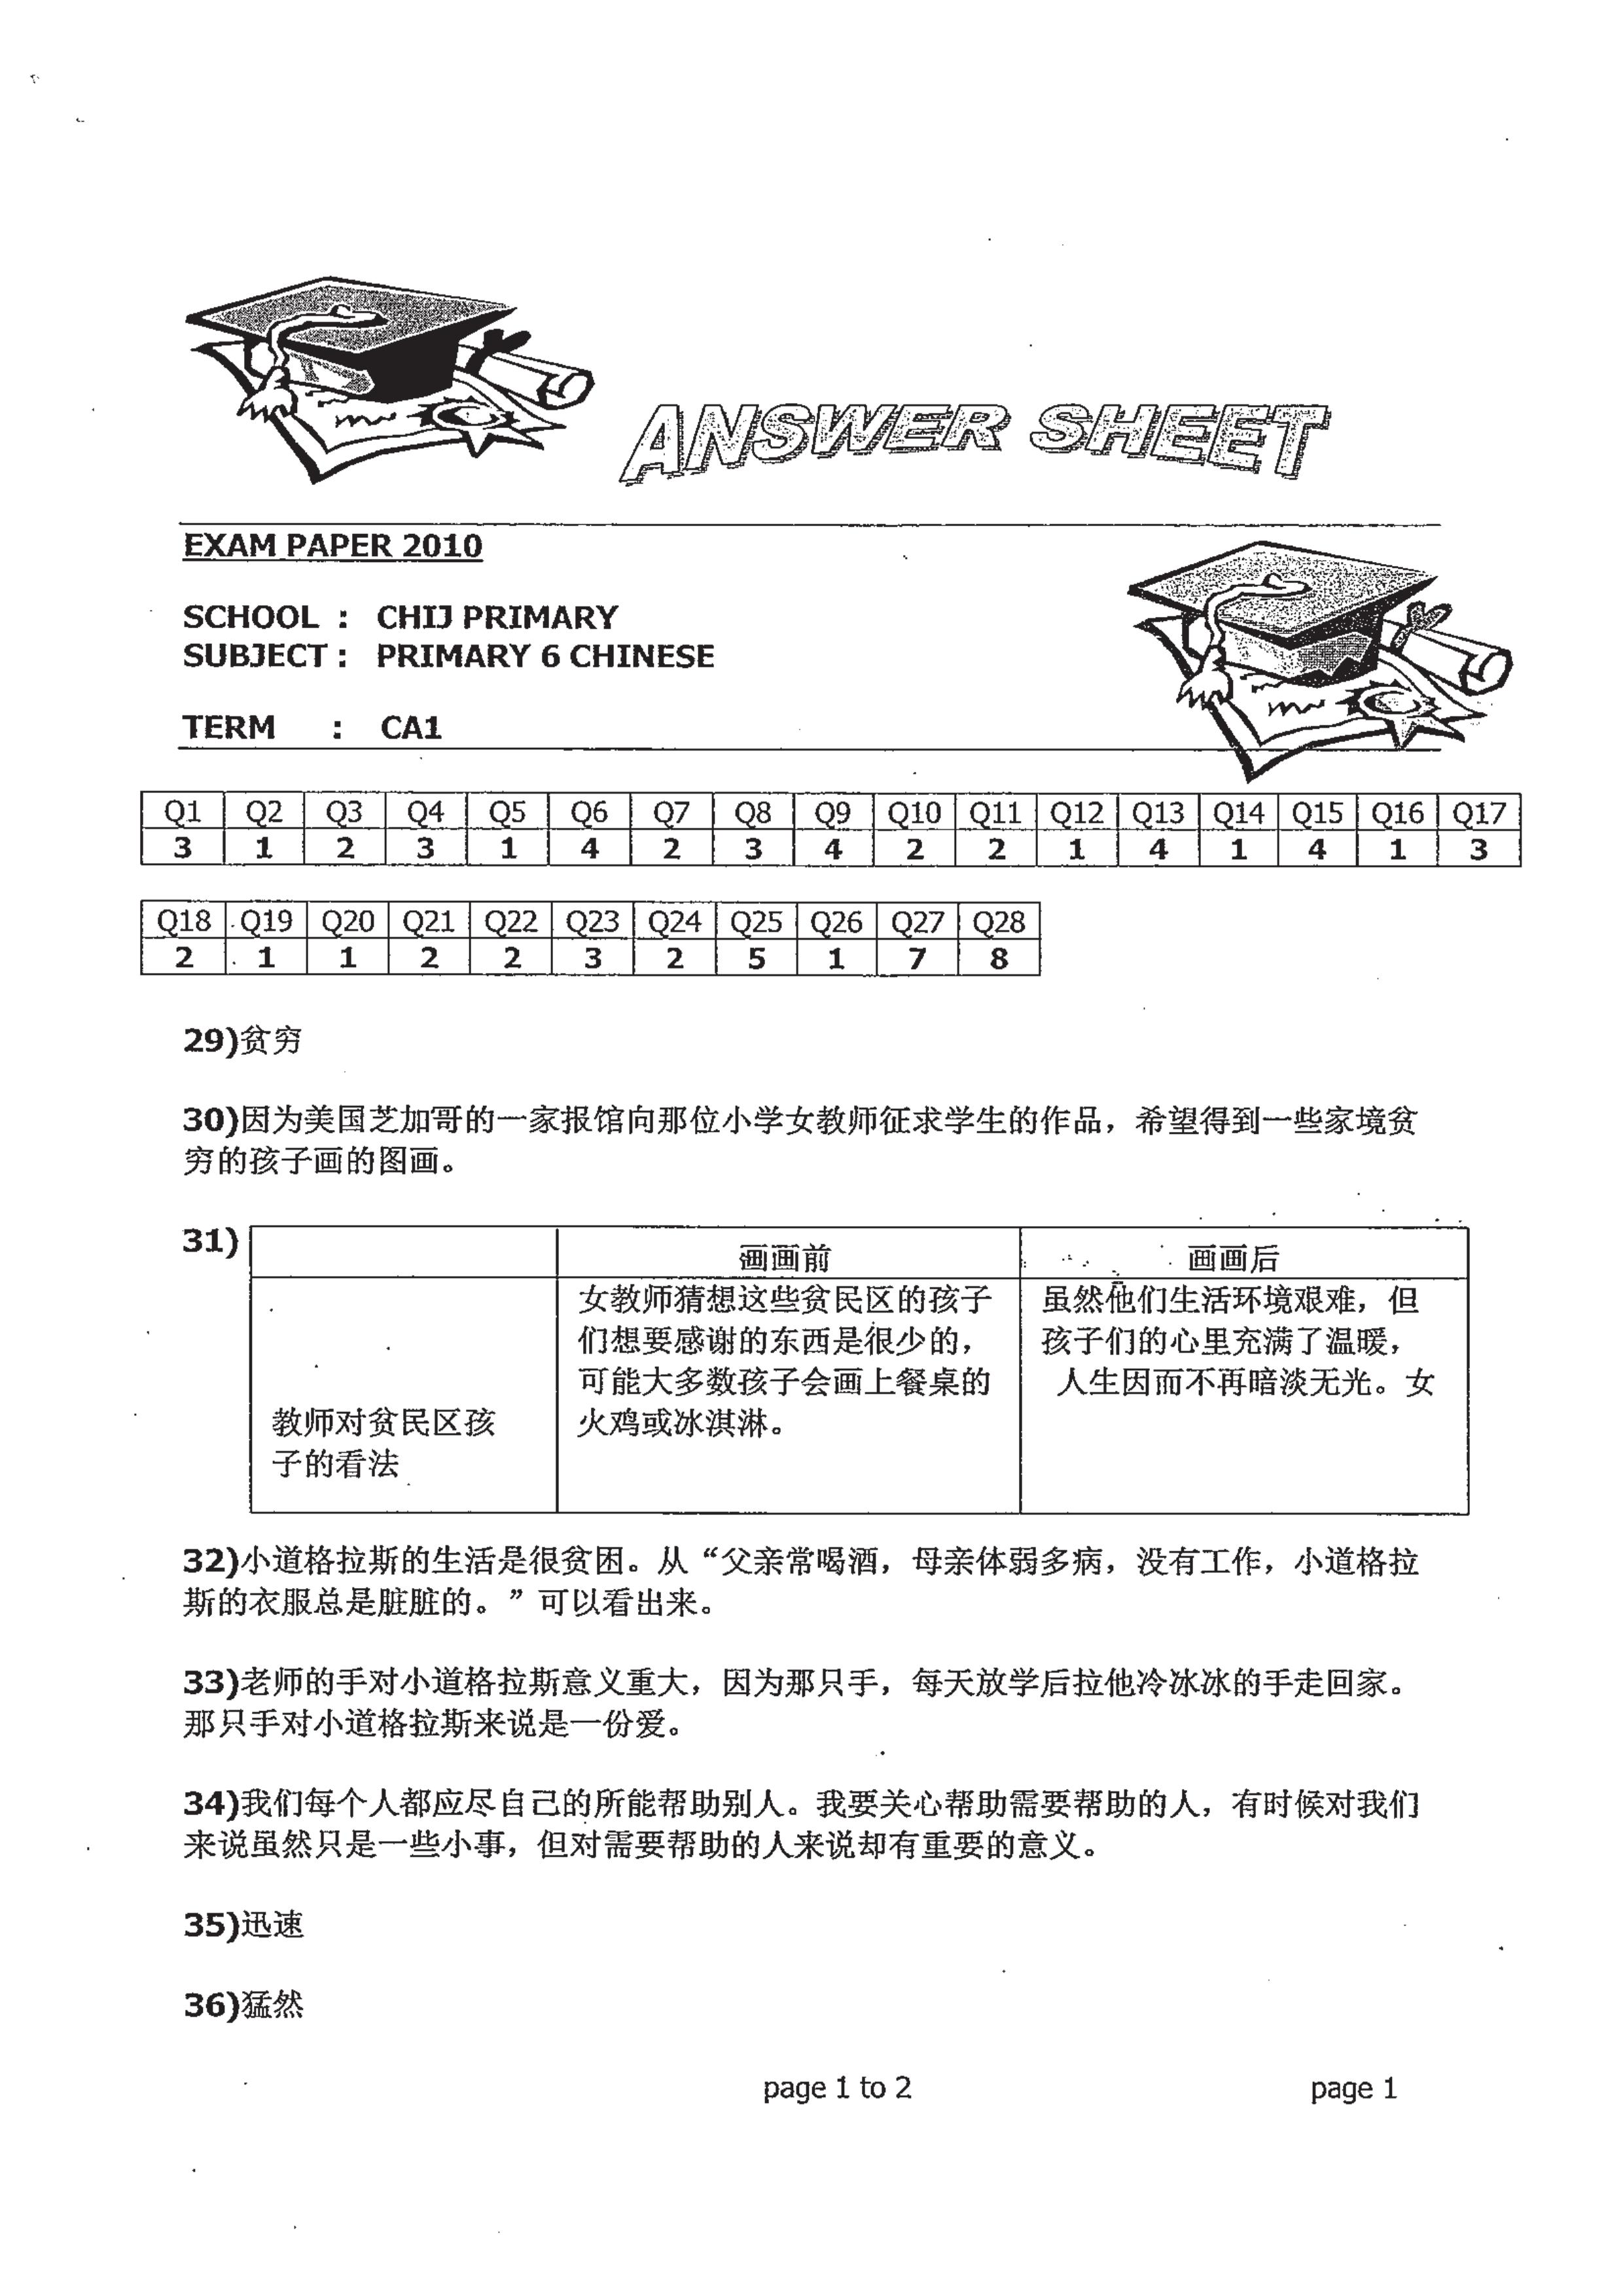 ANSWER SHEET
EXAM PAPER 2010
SCHOOL : CHIJ PRIMARY
SUBJECT : PRIMARY 6 CHINESE
TERM : CA1
Q1 Q2 Q3 Q4 Q5 Q6 Q7 Q8 Q9 Q10 Q11 Q12 Q13 Q14 Q15 Q16 Q17
3 1 2 3 1 4 2 3 4 2 2 1 4 1 4 1 3
Q18 Q19 Q20 Q21 Q22 Q23 Q24 Q25 Q26 Q27 Q28
2 1 1 2 2 3 2 5 1 7 8
29)贫穷
30)因为美国芝加哥的一家报馆向那位小学女教师征求学生的作品，希望得到一些家境贫
穷的孩子画的图画。
31)
画画前 画画后
教师对贫民区孩
子的看法
女教师猜想这些贫民区的孩子
们想要感谢的东西是很少的，
可能大多数孩子会画上餐桌的
火鸡或冰淇淋。
虽然他们生活环境艰难，但
孩子们的心里充满了温暖，
人生因而不再暗淡无光。女
32)小道格拉斯的生活是很贫困。从“父亲常喝酒，母亲体弱多病，没有工作，小道格拉
斯的衣服总是脏脏的。”可以看出来。
33)老师的手对小道格拉斯意义重大，因为那只手，每天放学后拉他冷冰冰的手走回家。
那只手对小道格拉斯来说是一份爱。
34)我们每个人都应尽自己的所能帮助别人。我要关心帮助需要帮助的人，有时候对我们
来说虽然只是一些小事，但对需要帮助的人来说却有重要的意义。
35)迅速
36)猛然
page 1 to 2 page 1